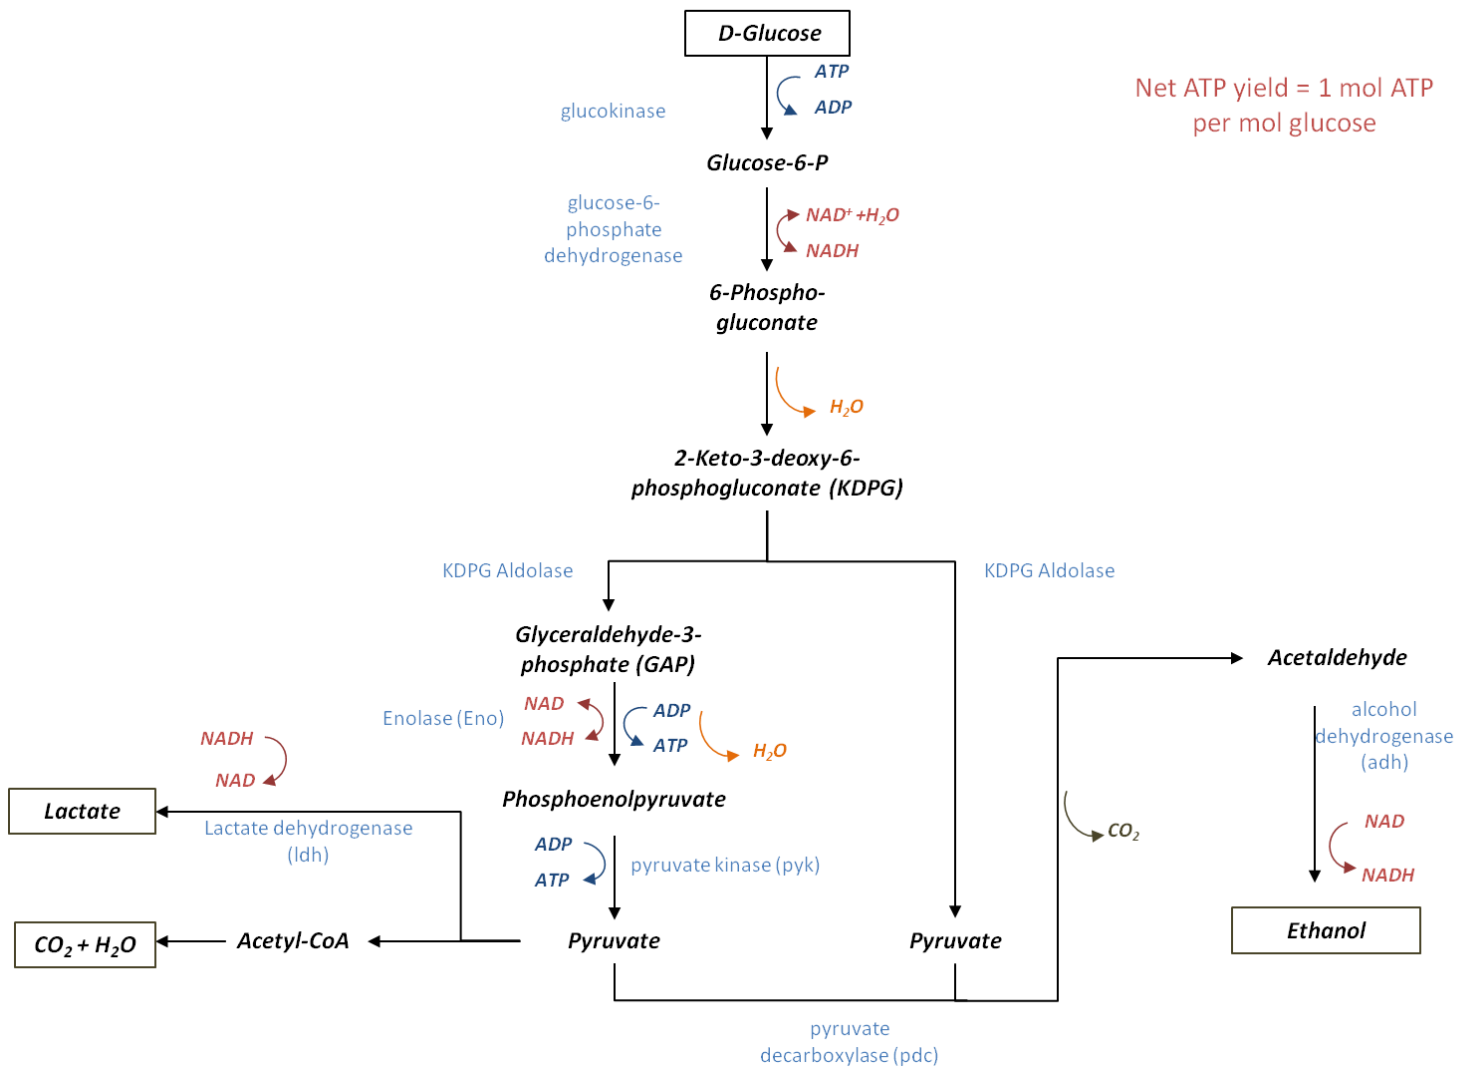 D-Glucose
ATP
ADP
glucokinase
Net ATP yield = 1 mol ATP
per mol glucose
Glucose-6-P
glucose-6-
phosphate
dehydrogenase
NAD⁺ +H₂O
NADH
6-Phospho-
gluconate
H₂O
2-Keto-3-deoxy-6-
phosphogluconate (KDPG)
KDPG Aldolase
KDPG Aldolase
Glyceraldehyde-3-
phosphate (GAP)
Enolase (Eno)
NAD
NADH
ADP
ATP
H₂O
Acetaldehyde
alcohol
dehydrogenase
(adh)
NADH
NAD
Lactate
Lactate dehydrogenase
(ldh)
Phosphoenolpyruvate
ADP
ATP
pyruvate kinase (pyk)
CO₂
NAD
NADH
CO₂ + H₂O
Acetyl-CoA
Pyruvate
Pyruvate
Ethanol
pyruvate
decarboxylase (pdc)